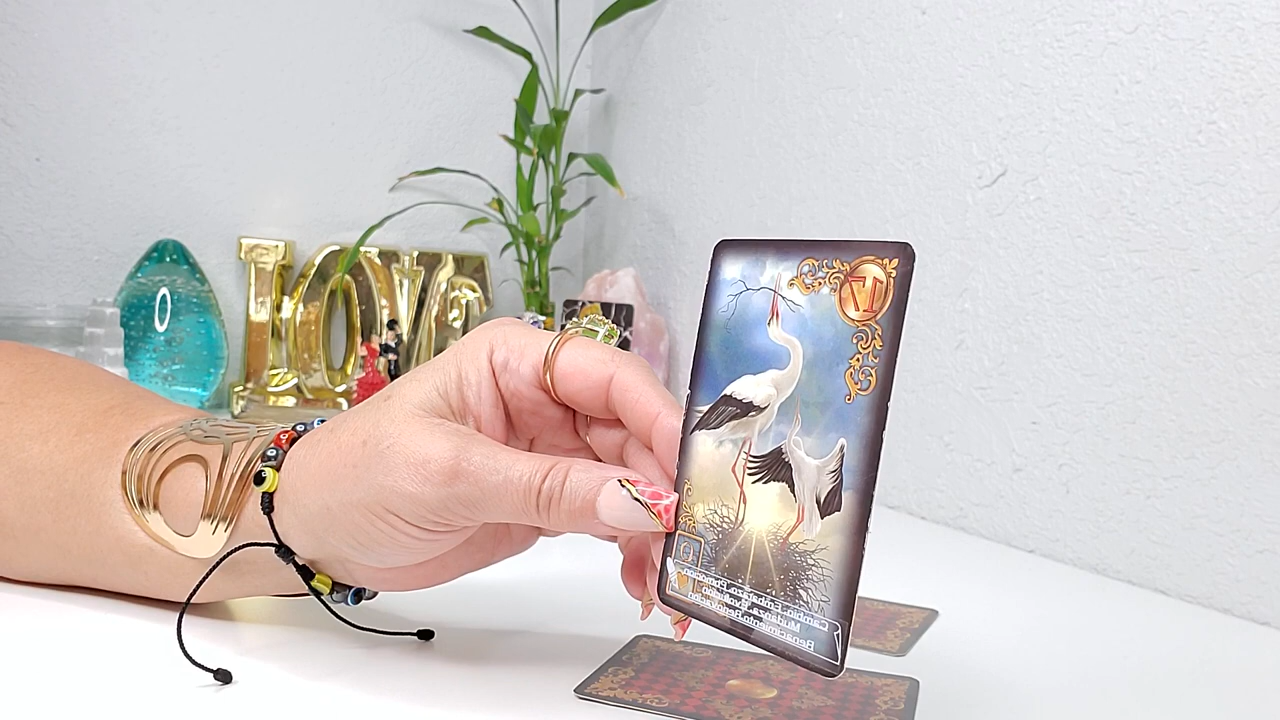 LOVE
17
Q
Cambio, Embarazo, Promoción
Mudanza, Evolución
Renacimiento, Renovación